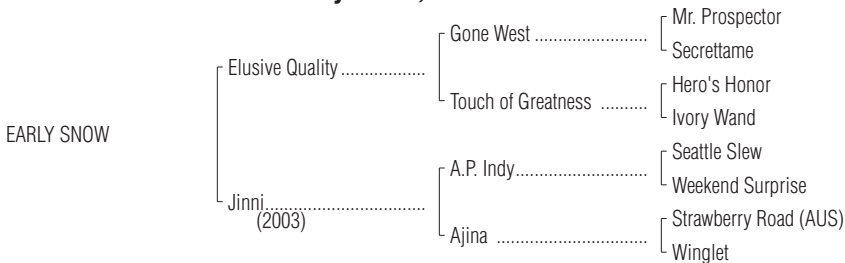 Mr. Prospector
Gone West ....................
Secrettame
Elusive Quality ..................
Hero's Honor
Touch of Greatness ..........
Ivory Wand
EARLY SNOW
Seattle Slew
A.P. Indy............................
Weekend Surprise
Jinni..................................
(2003)
Strawberry Road (AUS)
Ajina ................................
Winglet